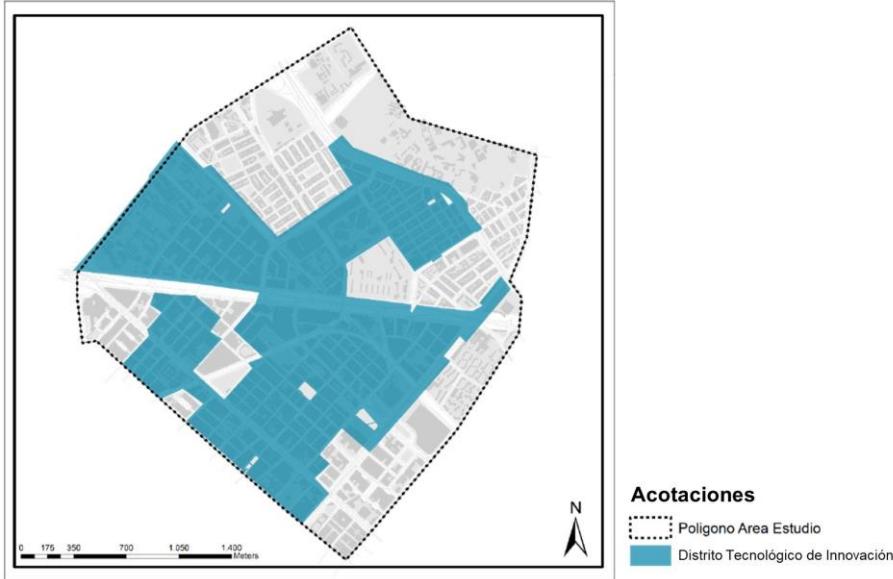 N
0 175 350 700 1.050 1.400
Meters
Acotaciones
Poligono Area Estudio
Distrito Tecnológico de Innovación